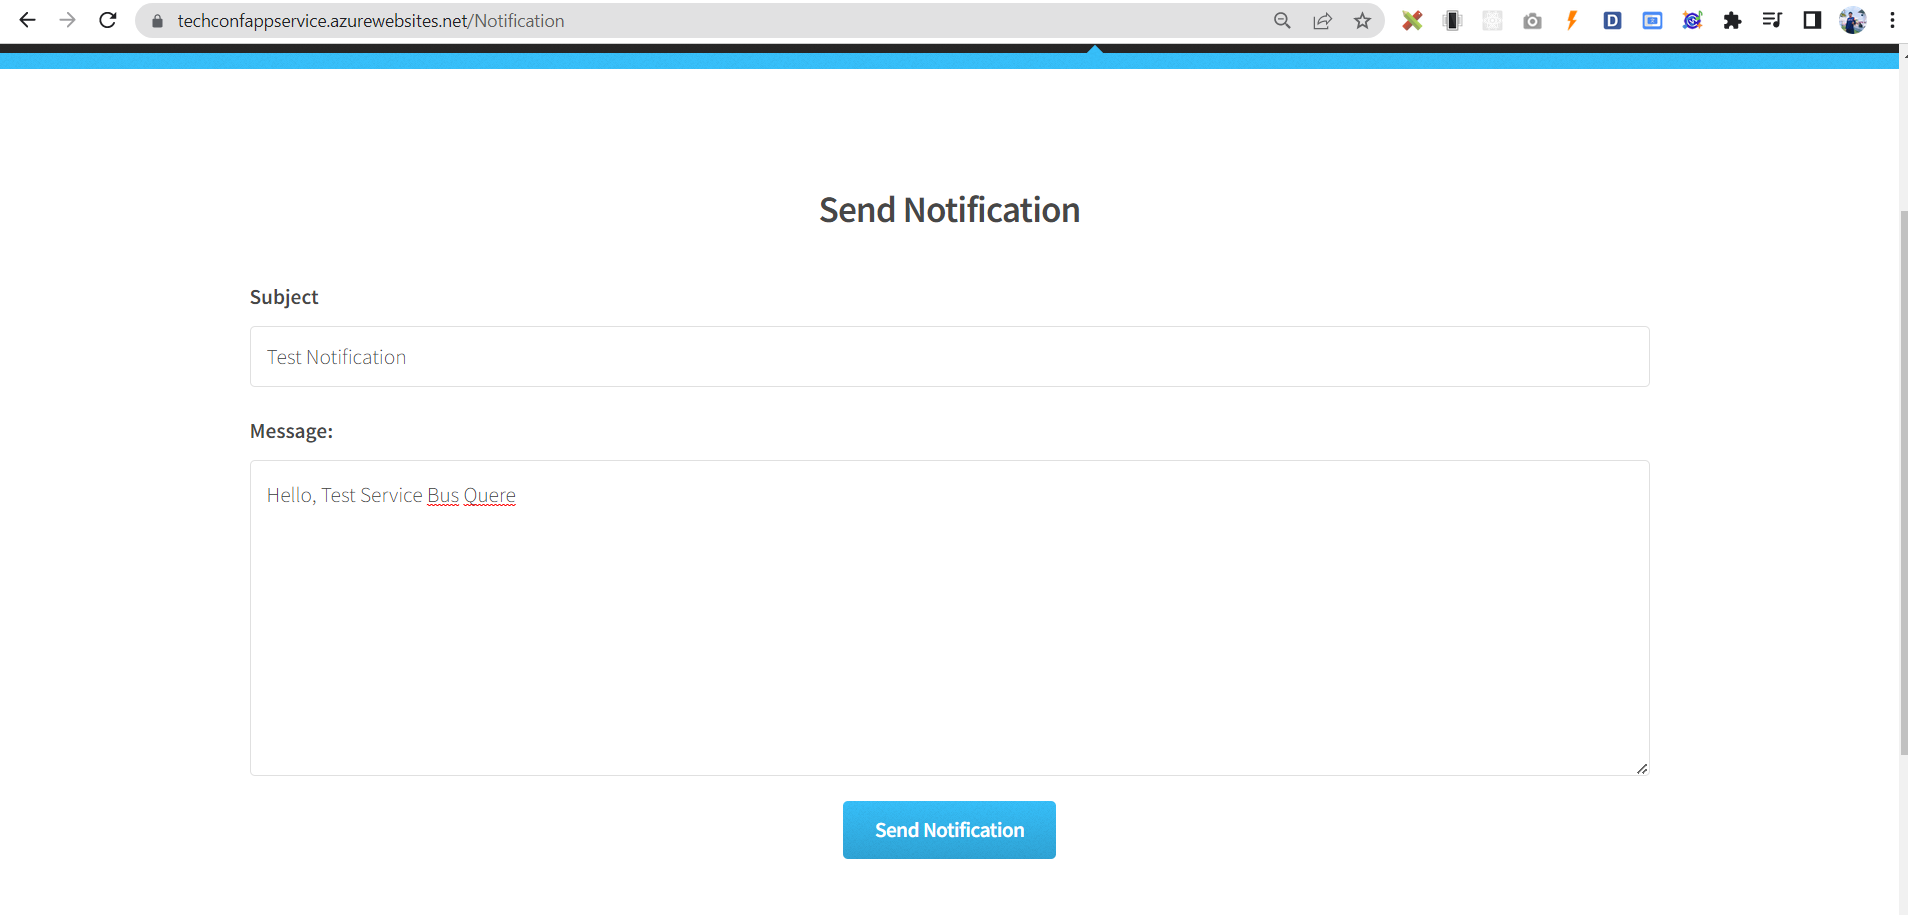 techconfappservice.azurewebsites.net/Notification
D
Send Notification
Subject
Test Notification
Message:
Hello, Test Service Bus Quere
Send Notification